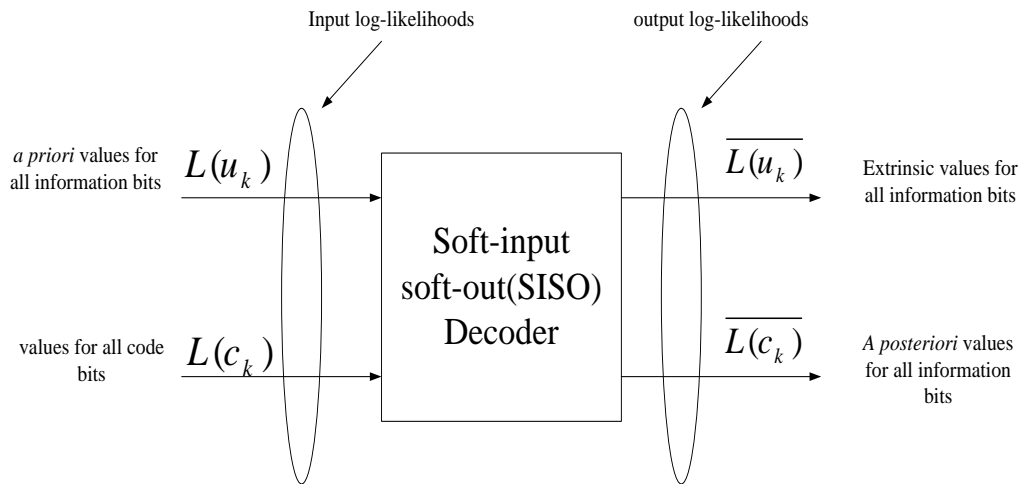 Input log-likelihoods
output log-likelihoods
a priori values for
all information bits
L(u_k)
values for all code
bits
L(c_k)
Soft-input
soft-out(SISO)
Decoder
\overline{L(u_k)}
Extrinsic values for
all information bits
\overline{L(c_k)}
A posteriori values
for all information
bits